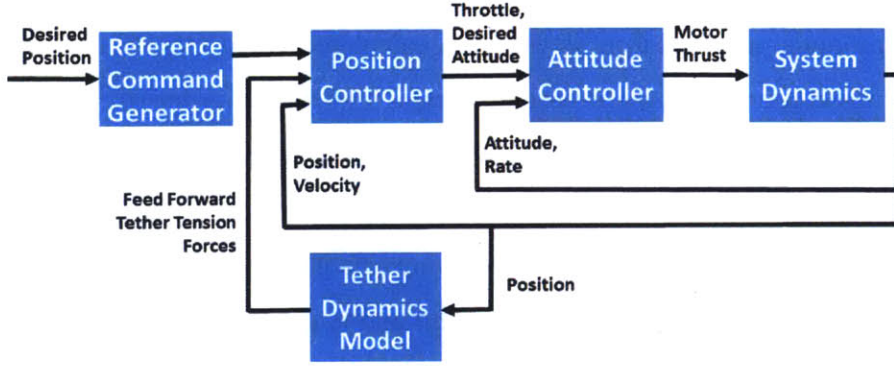 Desired
Position
Reference
Command
Generator
Position
Controller
Throttle,
Desired
Attitude
Attitude
Controller
Motor
Thrust
System
Dynamics
Position,
Velocity
Attitude,
Rate
Feed Forward
Tether Tension
Forces
Tether
Dynamics
Model
Position